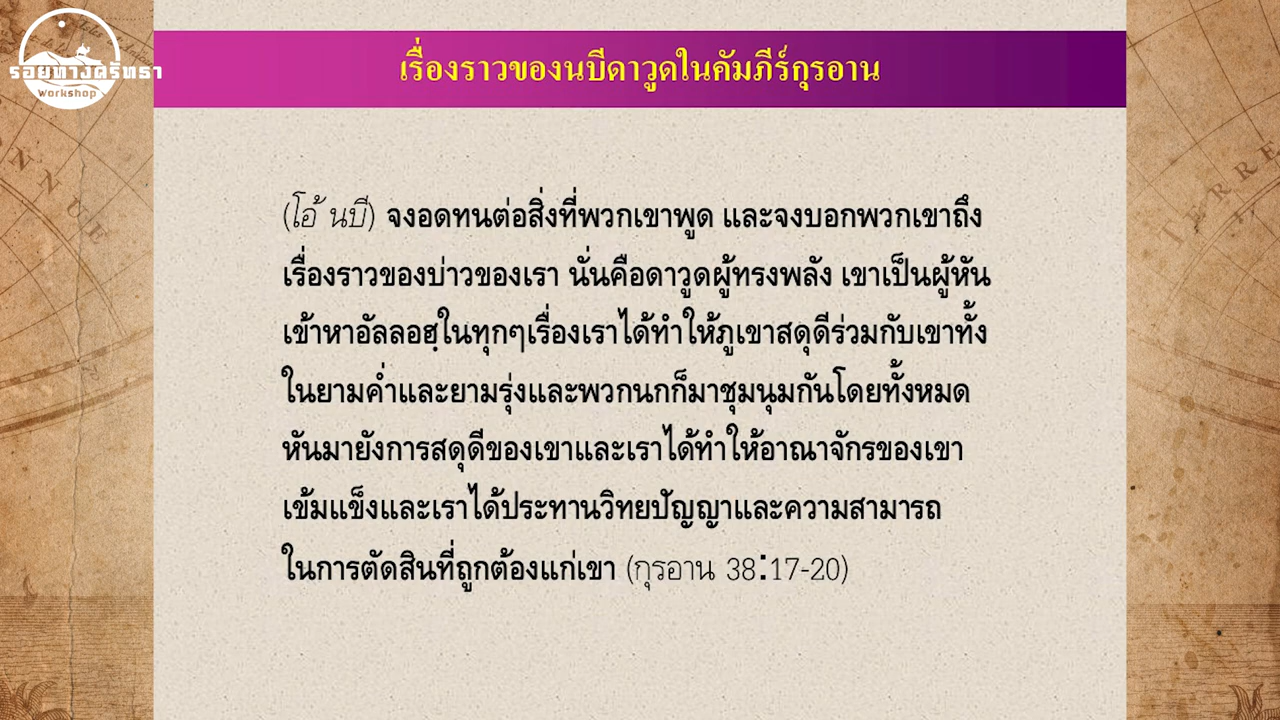 รอยทางศรัทธา
Workshop
เรื่องราวของนบีดาวูดในคัมภีร์กุรอาน
(โอ้ นบี) จงอดทนต่อสิ่งที่พวกเขาพูด และจงบอกพวกเขาถึง
เรื่องราวของบ่าวของเรา นั่นคือดาวูดผู้ทรงพลัง เขาเป็นผู้หัน
เข้าหาอัลลอฮฺในทุกๆเรื่องเราได้ทำให้ภูเขาสดุดีร่วมกับเขาทั้ง
ในยามค่ำและยามรุ่งและพวกนกก็มาชุมนุมกันโดยทั้งหมด
หันมายังการสดุดีของเขาและเราได้ทำให้อาณาจักรของเขา
เข้มแข็งและเราได้ประทานวิทยปัญญาและความสามารถ
ในการตัดสินที่ถูกต้องแก่เขา (กุรอาน 38:17-20)